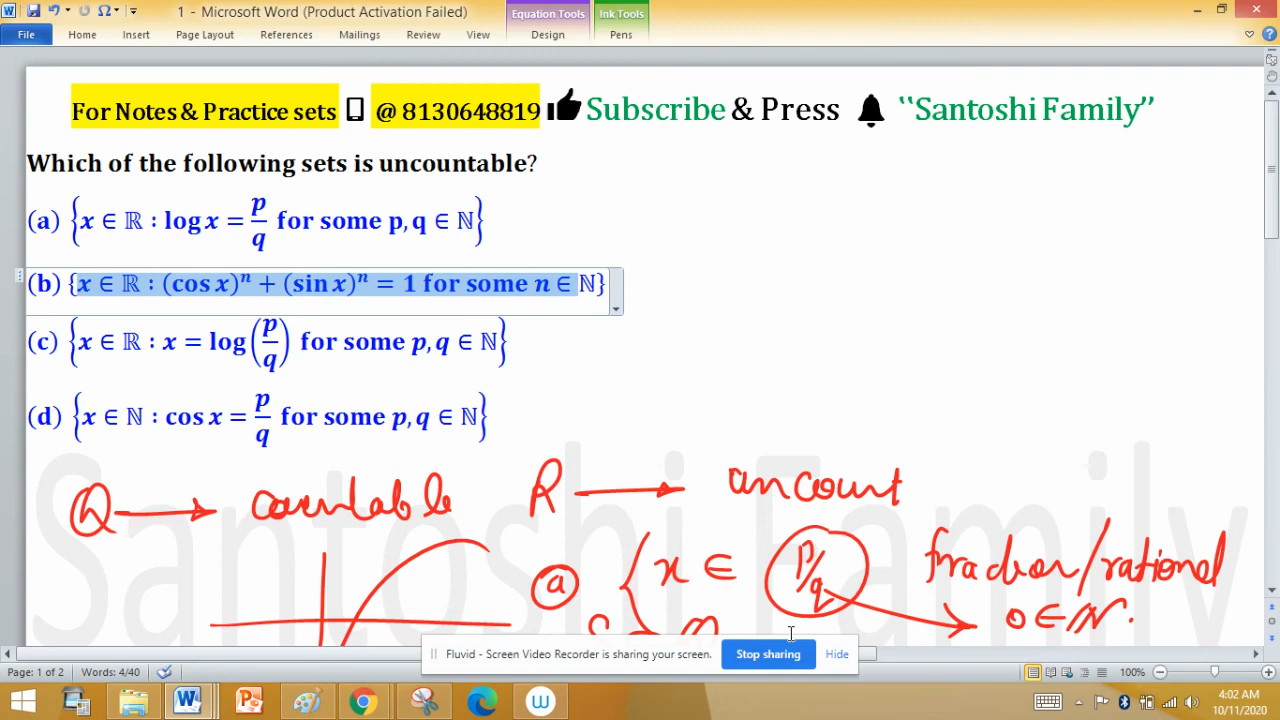 1 - Microsoft Word (Product Activation Failed)
Equation Tools
Ink Tools
File
Home
Insert
Page Layout
References
Mailings
Review
View
Design
Pens
For Notes & Practice sets @ 8130648819 Subscribe & Press "Santoshi Family"
Which of the following sets is uncountable?
(a) {x ∈ ℝ : log x = p/q for some p, q ∈ ℕ}
(b) {x ∈ ℝ : (cos x)ⁿ + (sin x)ⁿ = 1 for some n ∈ ℕ}
(c) {x ∈ ℝ : x = log(p/q) for some p, q ∈ ℕ}
(d) {x ∈ ℕ : cos x = p/q for some p, q ∈ ℕ}
Santoshi Family
Q → countable
R → uncount
(a) { x ∈ p/q fraction/rational
0 ∈ N.
Fluvid - Screen Video Recorder is sharing your screen.
Stop sharing
Hide
Page: 1 of 2
Words: 4/40
100%
4:02 AM
10/11/2020